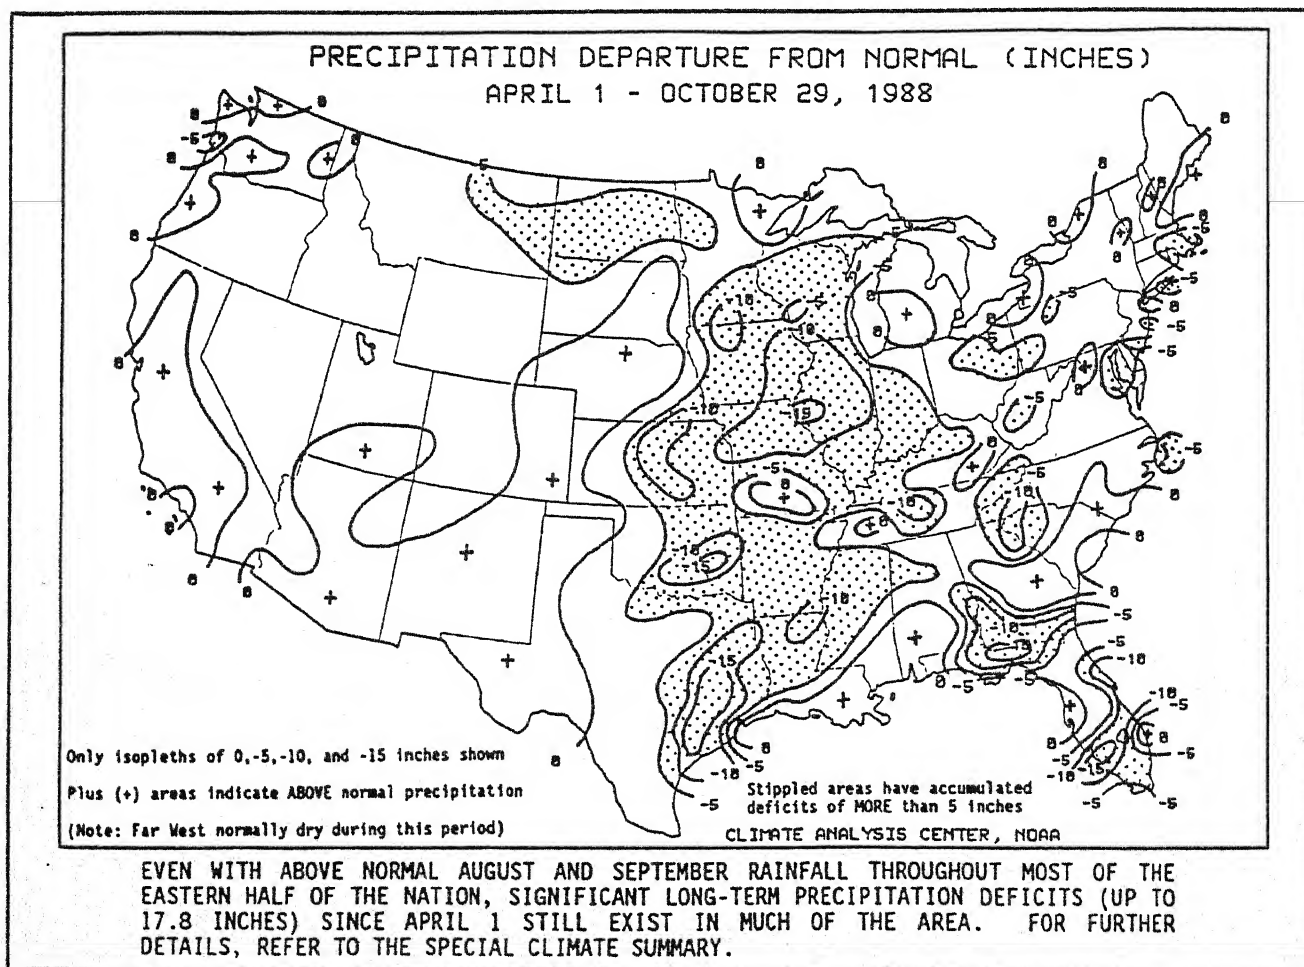 PRECIPITATION DEPARTURE FROM NORMAL (INCHES)
APRIL 1 - OCTOBER 29, 1988
Only isopleths of 0,-5,-10, and -15 inches shown
Plus (+) areas indicate ABOVE normal precipitation
(Note: Far West normally dry during this period)
Stippled areas have accumulated
deficits of MORE than 5 inches
CLIMATE ANALYSIS CENTER, NOAA
EVEN WITH ABOVE NORMAL AUGUST AND SEPTEMBER RAINFALL THROUGHOUT MOST OF THE
EASTERN HALF OF THE NATION, SIGNIFICANT LONG-TERM PRECIPITATION DEFICITS (UP TO
17.8 INCHES) SINCE APRIL 1 STILL EXIST IN MUCH OF THE AREA. FOR FURTHER
DETAILS, REFER TO THE SPECIAL CLIMATE SUMMARY.